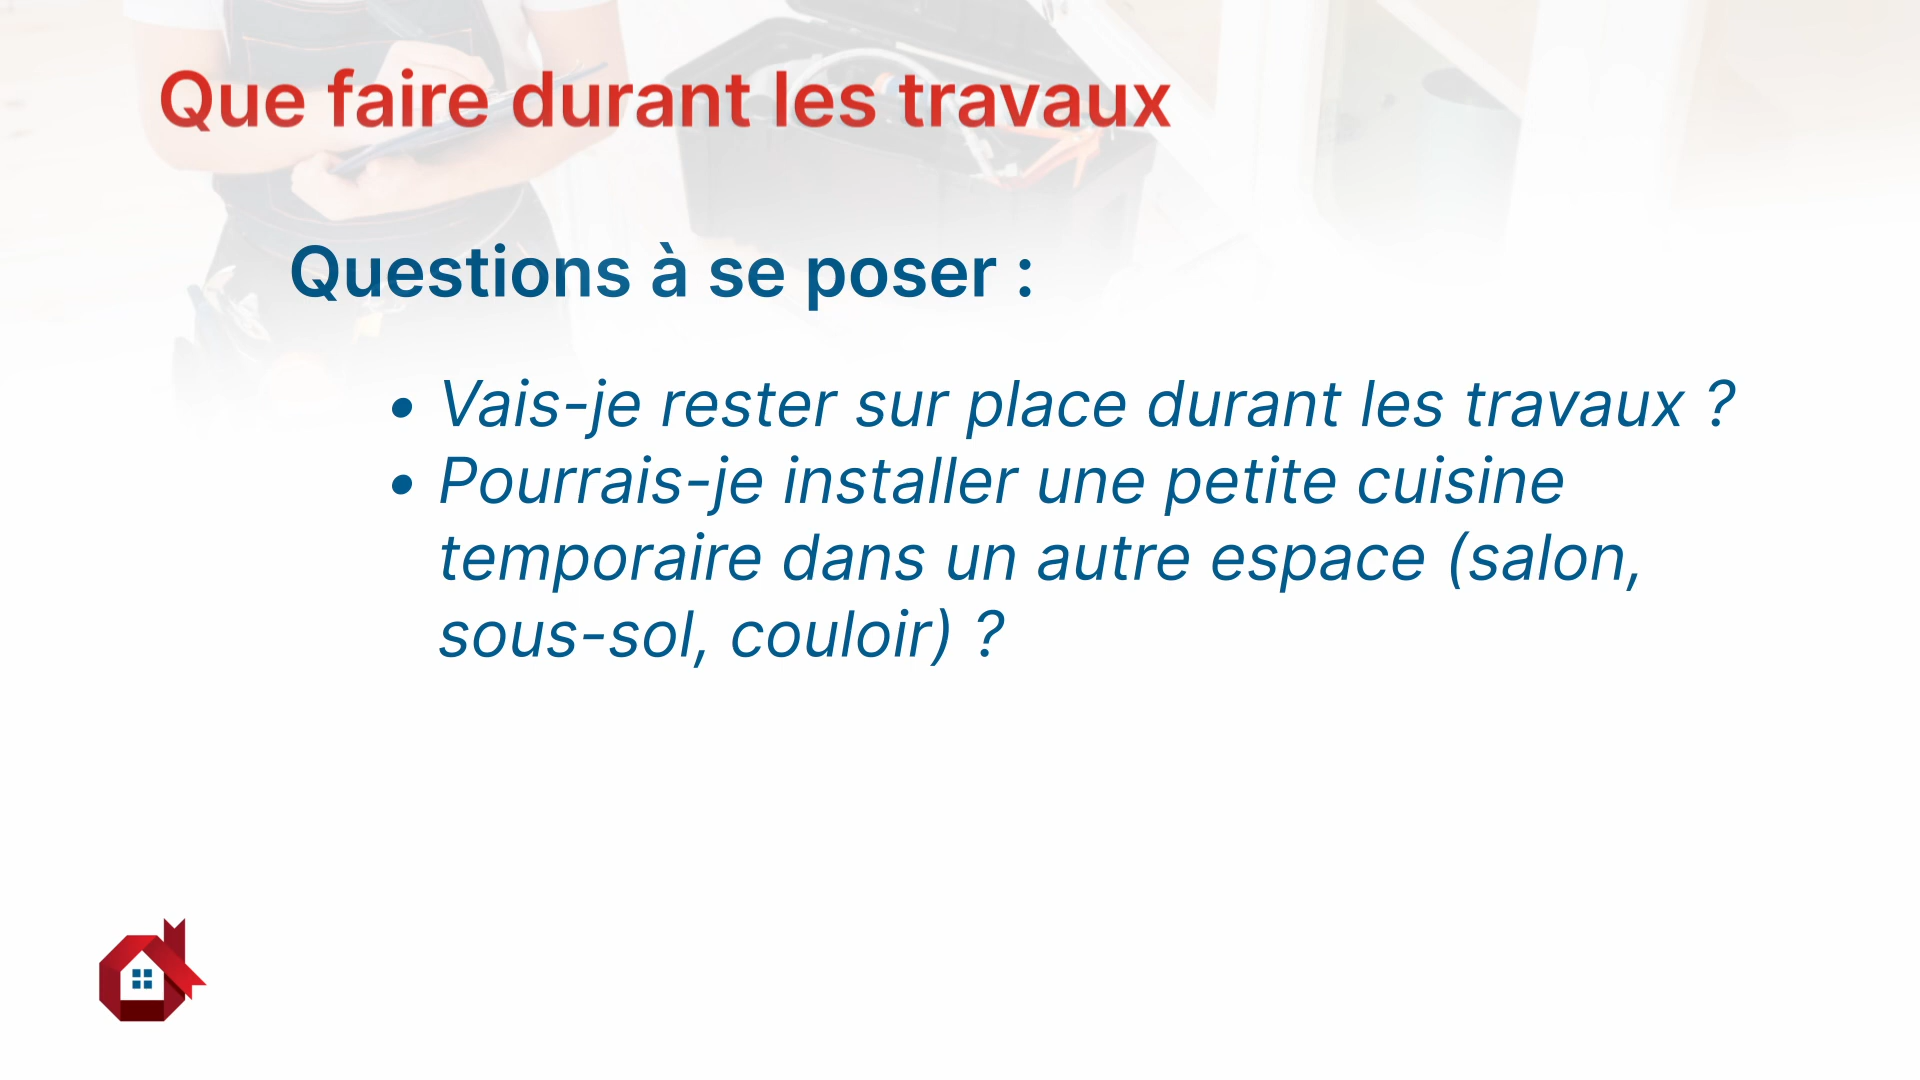 Que faire durant les travaux
Questions à se poser :
• Vais-je rester sur place durant les travaux ?
• Pourrais-je installer une petite cuisine
temporaire dans un autre espace (salon,
sous-sol, couloir) ?